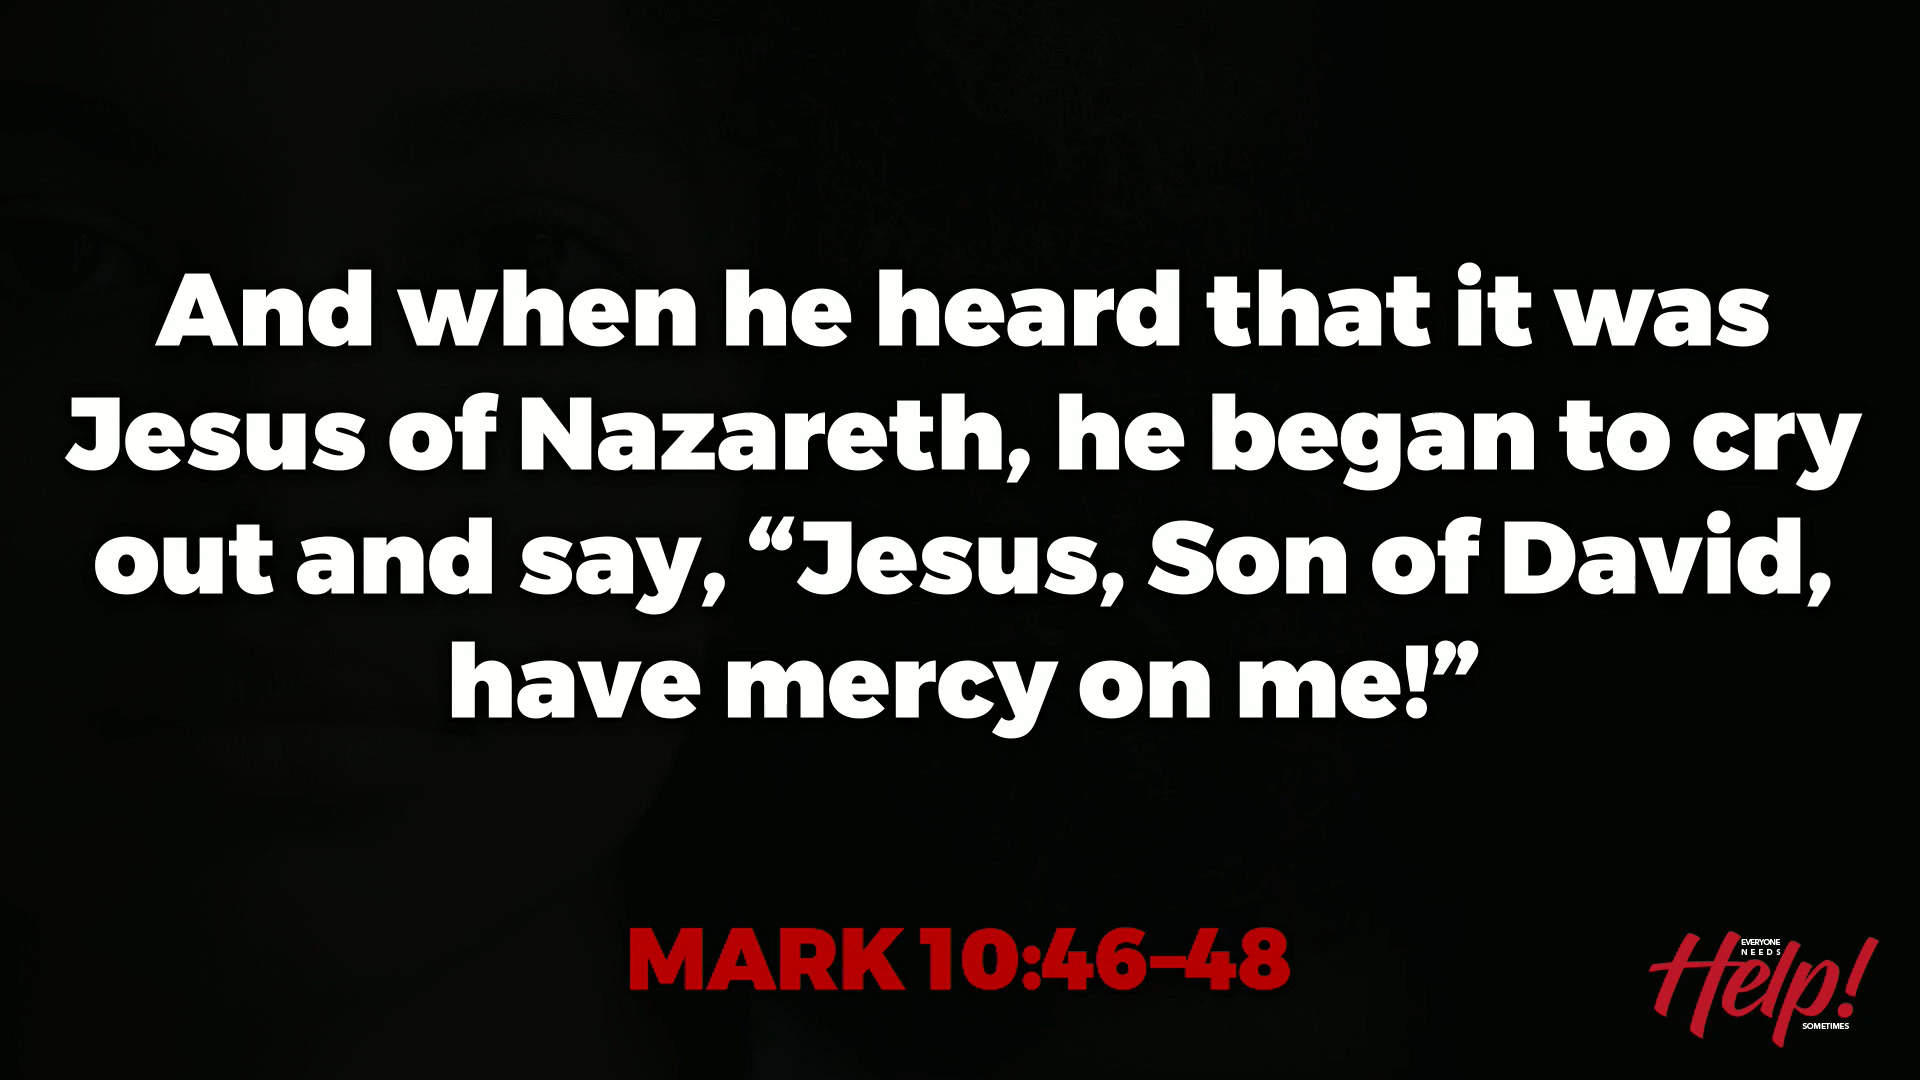 And when he heard that it was
Jesus of Nazareth, he began to cry
out and say, “Jesus, Son of David,
have mercy on me!”
MARK 10:46–48
EVERYONE
NEEDS
Help!
SOMETIMES